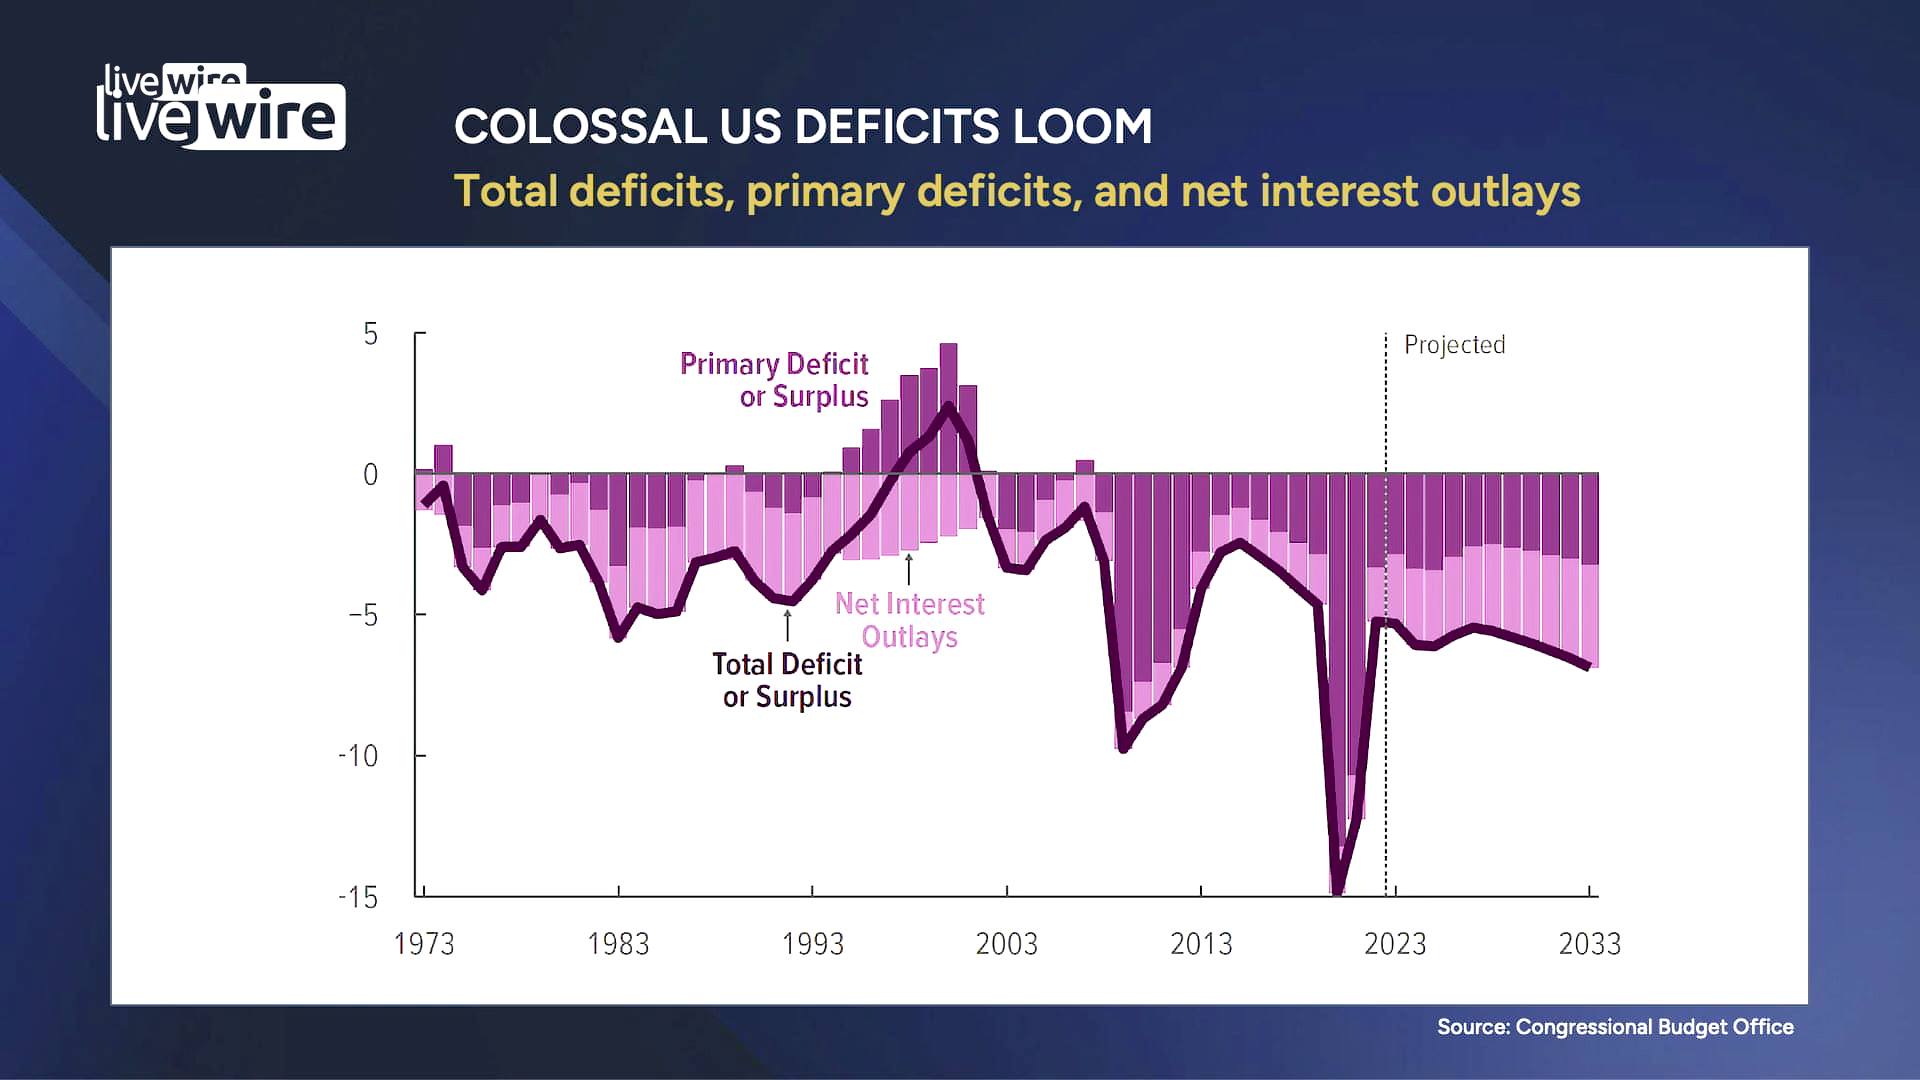 livewire
livewire
COLOSSAL US DEFICITS LOOM
Total deficits, primary deficits, and net interest outlays
5
0
−5
-10
-15
Primary Deficit
or Surplus
Projected
Net Interest
Outlays
Total Deficit
or Surplus
1973 1983 1993 2003 2013 2023 2033
Source: Congressional Budget Office